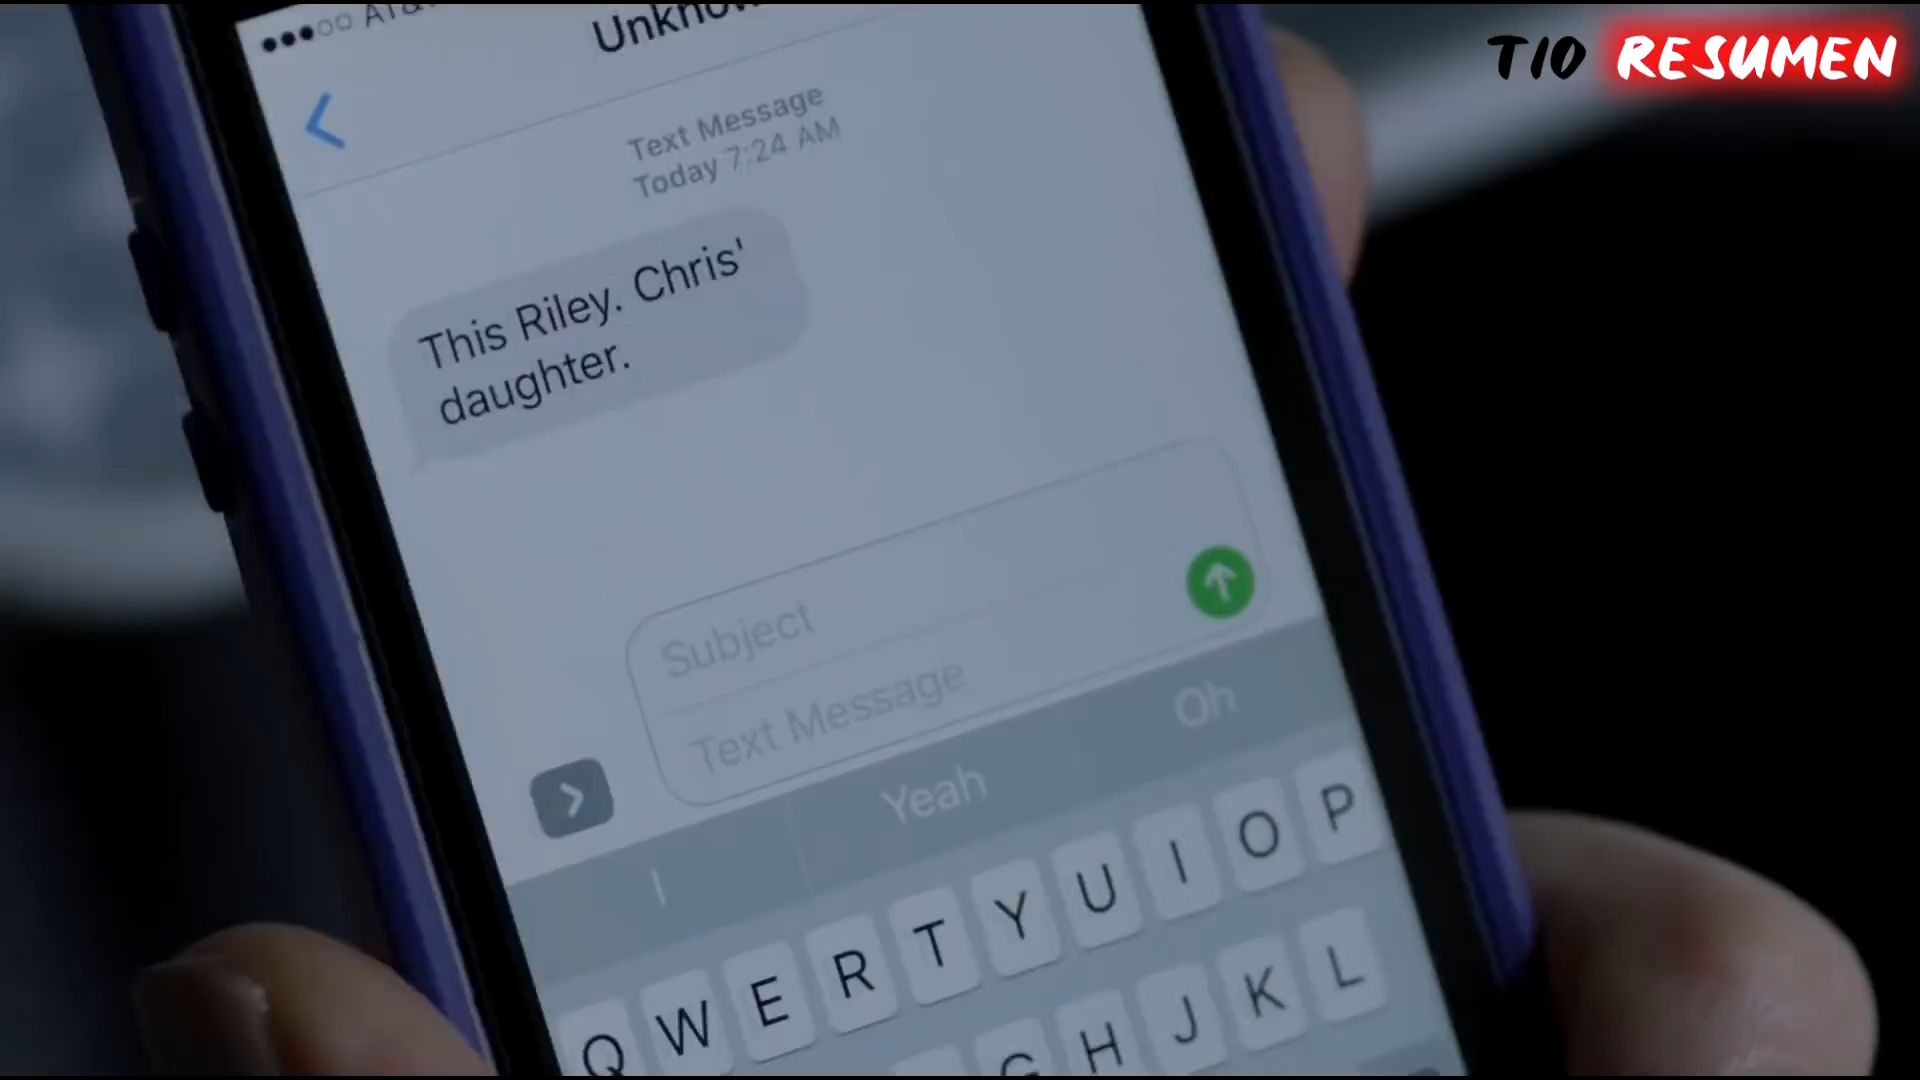 TIO RESUMEN
Text Message
Today 7:24 AM
This Riley. Chris'
daughter.
Subject
Text Message
I
Yeah
Oh
Q W E R T Y U I O P
G H J K L